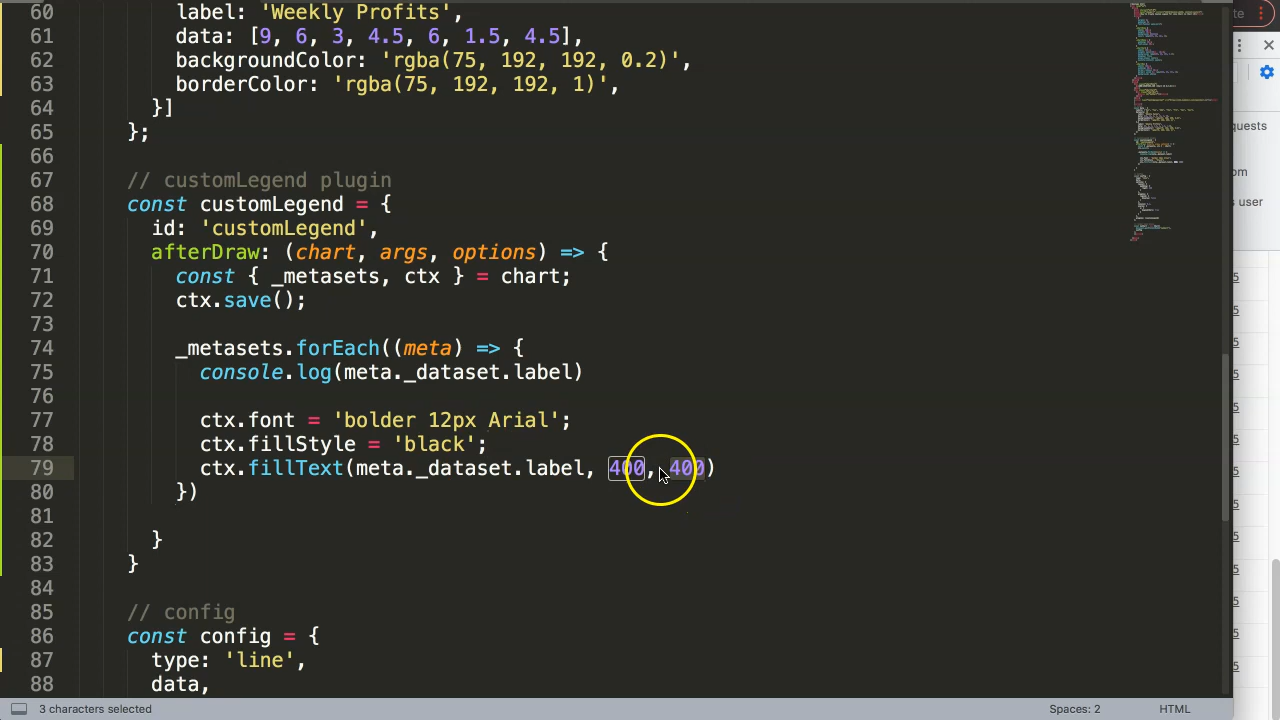 60 label: 'Weekly Profits',
61 data: [9, 6, 3, 4.5, 6, 1.5, 4.5],
62 backgroundColor: 'rgba(75, 192, 192, 0.2)',
63 borderColor: 'rgba(75, 192, 192, 1)',
64 }]
65 };
66
67 // customLegend plugin
68 const customLegend = {
69 id: 'customLegend',
70 afterDraw: (chart, args, options) => {
71 const { _metasets, ctx } = chart;
72 ctx.save();
73
74 _metasets.forEach((meta) => {
75 console.log(meta._dataset.label)
76
77 ctx.font = 'bolder 12px Arial';
78 ctx.fillStyle = 'black';
79 ctx.fillText(meta._dataset.label, 400, 400)
80 })
81
82 }
83 }
84
85 // config
86 const config = {
87 type: 'line',
88 data,
3 characters selected
Spaces: 2
HTML
te
quests
om
s user